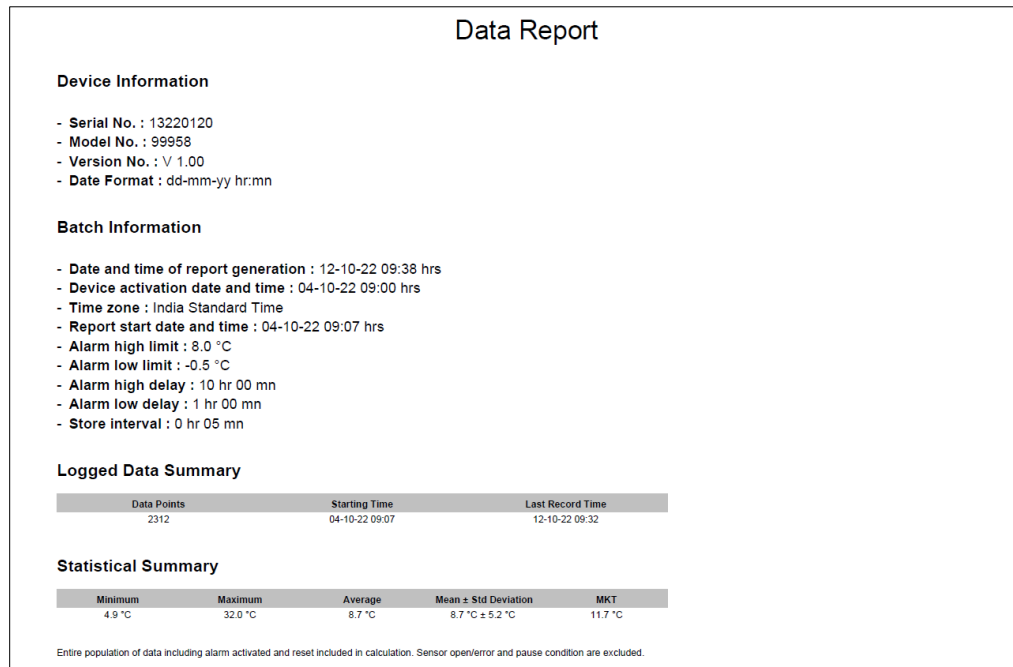 Data Report
Device Information
- Serial No. : 13220120
- Model No. : 99958
- Version No. : V 1.00
- Date Format : dd-mm-yy hr:mn
Batch Information
- Date and time of report generation : 12-10-22 09:38 hrs
- Device activation date and time : 04-10-22 09:00 hrs
- Time zone : India Standard Time
- Report start date and time : 04-10-22 09:07 hrs
- Alarm high limit : 8.0 °C
- Alarm low limit : -0.5 °C
- Alarm high delay : 10 hr 00 mn
- Alarm low delay : 1 hr 00 mn
- Store interval : 0 hr 05 mn
Logged Data Summary
Data Points Starting Time Last Record Time
2312 04-10-22 09:07 12-10-22 09:32
Statistical Summary
Minimum Maximum Average Mean ± Std Deviation MKT
4.9 °C 32.0 °C 8.7 °C 8.7 °C ± 5.2 °C 11.7 °C
Entire population of data including alarm activated and reset included in calculation. Sensor open/error and pause condition are excluded.